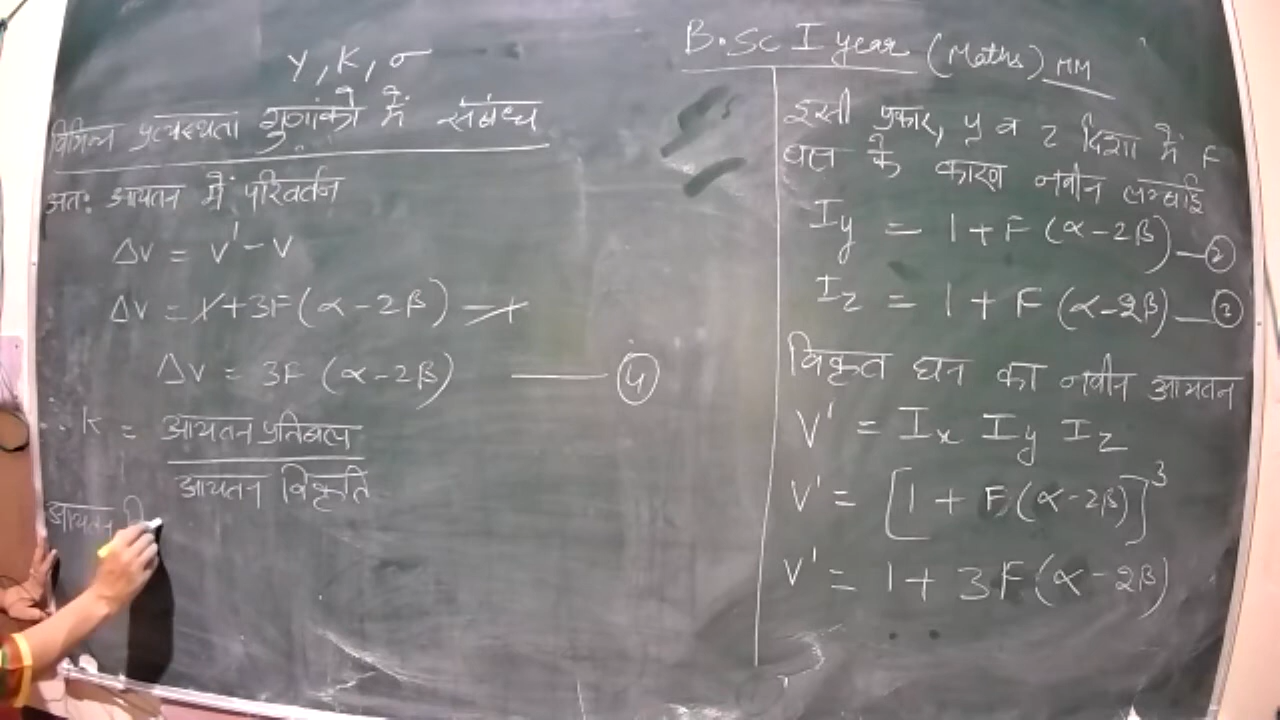 B.Sc I year (Maths) MM
Y, K, σ
विभिन्न प्रत्यस्थता गुणांको में संबंध
अतः आयतन में परिवर्तन
ΔV = V' - V
ΔV = 1 + 3F (α - 2β) - 1
ΔV = 3F (α - 2β) —— (4)
∴ K = आयतन प्रतिबल
आयतन विकृति
आयतन वि
इसी प्रकार, y व z दिशा में F
बल के कारण नवीन लम्बाई
Iy = 1 + F (α - 2β) — (2)
Iz = 1 + F (α - 2β) — (3)
विकृत घन का नवीन आयतन
V' = Ix Iy Iz
V' = [1 + F (α - 2β)]³
V' = 1 + 3F (α - 2β)